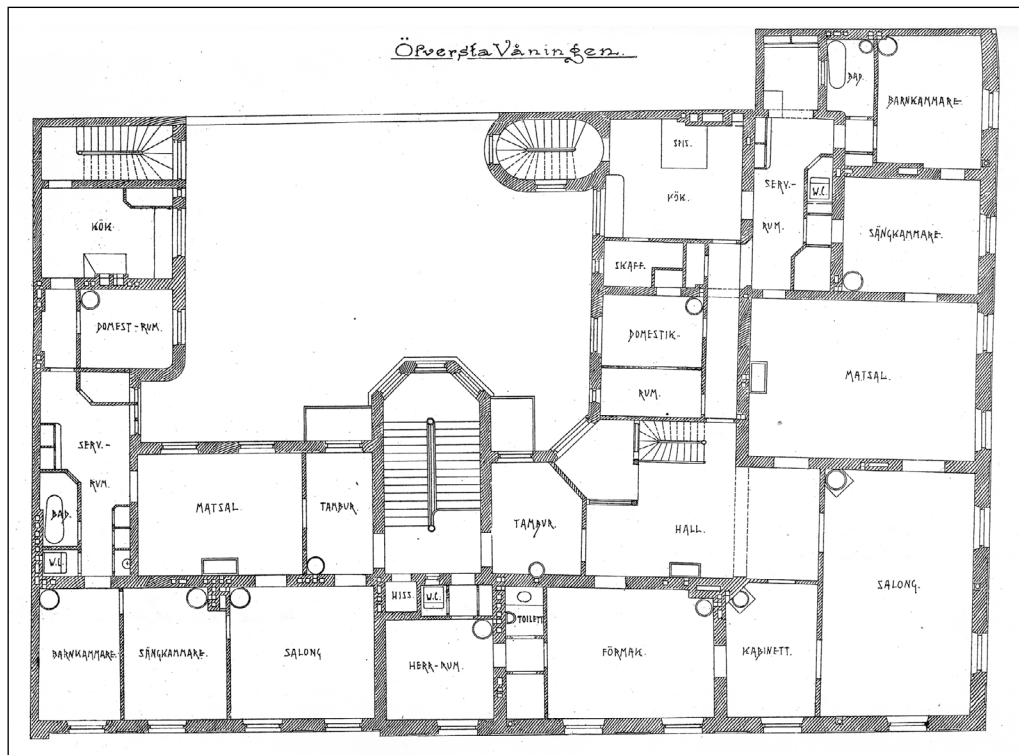 Öfversta Våningen.
BAD.
BARNKAMMARE
SPIS.
KÖK.
SERV.-
RUM.
W.C.
SÄNGKAMMARE.
KÖK.
SKAFF.
DOMEST-RUM.
DOMESTIK-
RUM.
MATSAL.
SERV.-
RUM.
BAD.
W.C.
MATSAL.
TAMBUR.
TAMBUR.
HALL.
SALONG.
HISS.
W.C.
TOILETT
BARNKAMMARE.
SÄNGKAMMARE.
SALONG
HERR-RUM.
FÖRMAK.
KABINETT.